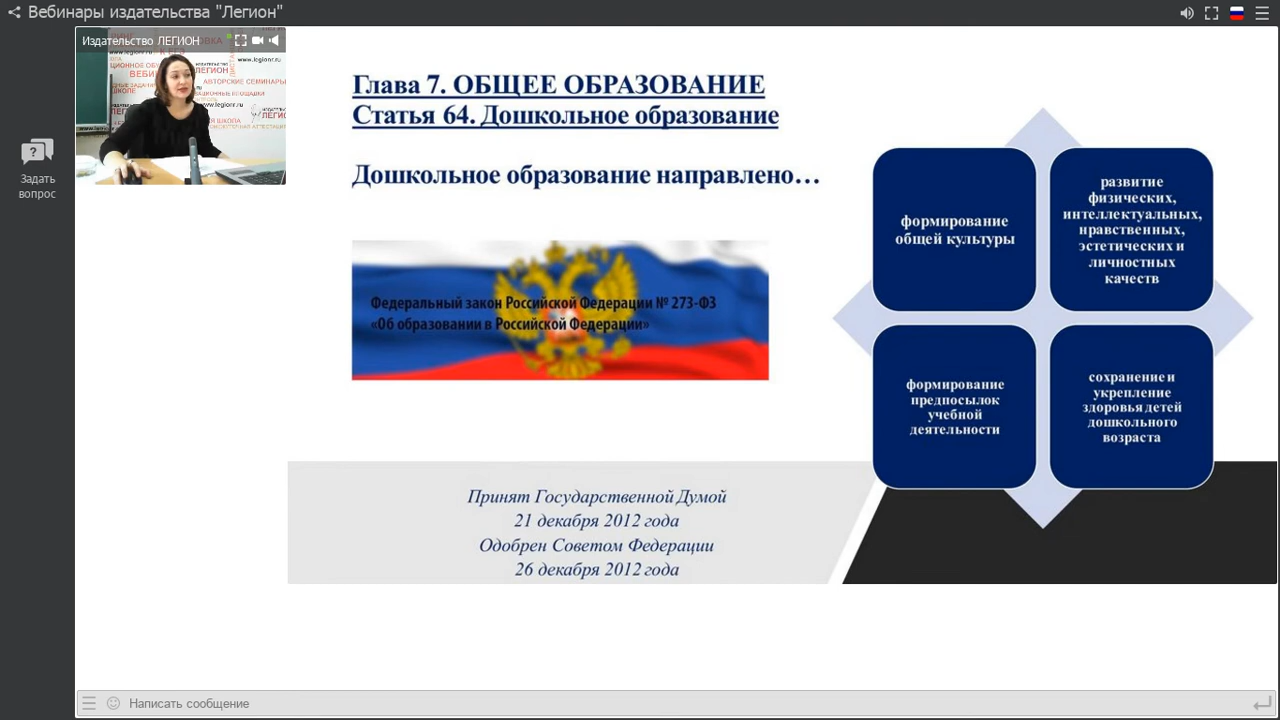 Вебинары издательства "Легион"
Издательство ЛЕГИОН
Задать
вопрос
Глава 7. ОБЩЕЕ ОБРАЗОВАНИЕ
Статья 64. Дошкольное образование
Дошкольное образование направлено…
Федеральный закон Российской Федерации № 273-ФЗ
«Об образовании в Российской Федерации»
формирование
общей культуры
развитие
физических,
интеллектуальных,
нравственных,
эстетических и
личностных
качеств
формирование
предпосылок
учебной
деятельности
сохранение и
укрепление
здоровья детей
дошкольного
возраста
Принят Государственной Думой
21 декабря 2012 года
Одобрен Советом Федерации
26 декабря 2012 года
Написать сообщение